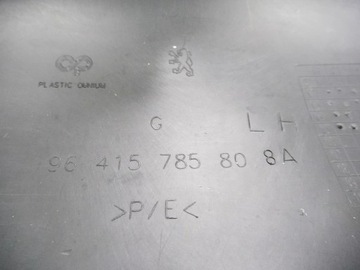 PLASTIC OMNIUM
G LH
96 415 785 80 8A
>P/E<